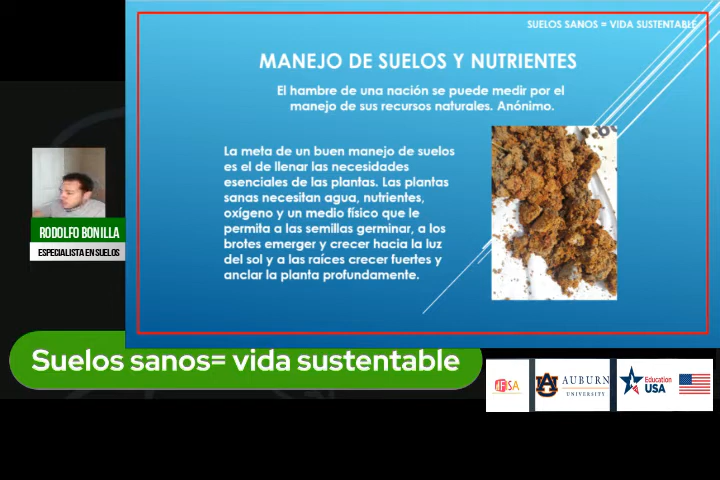 SUELOS SANOS = VIDA SUSTENTABLE
MANEJO DE SUELOS Y NUTRIENTES
El hambre de una nación se puede medir por el
manejo de sus recursos naturales. Anónimo.
La meta de un buen manejo de suelos
es el de llenar las necesidades
esenciales de las plantas. Las plantas
sanas necesitan agua, nutrientes,
oxígeno y un medio físico que le
permita a las semillas germinar, a los
brotes emerger y crecer hacia la luz
del sol y a las raíces crecer fuertes y
anclar la planta profundamente.
RODOLFO BONILLA
ESPECIALISTA EN SUELOS
Suelos sanos= vida sustentable
AUBURN
UNIVERSITY
Education
USA